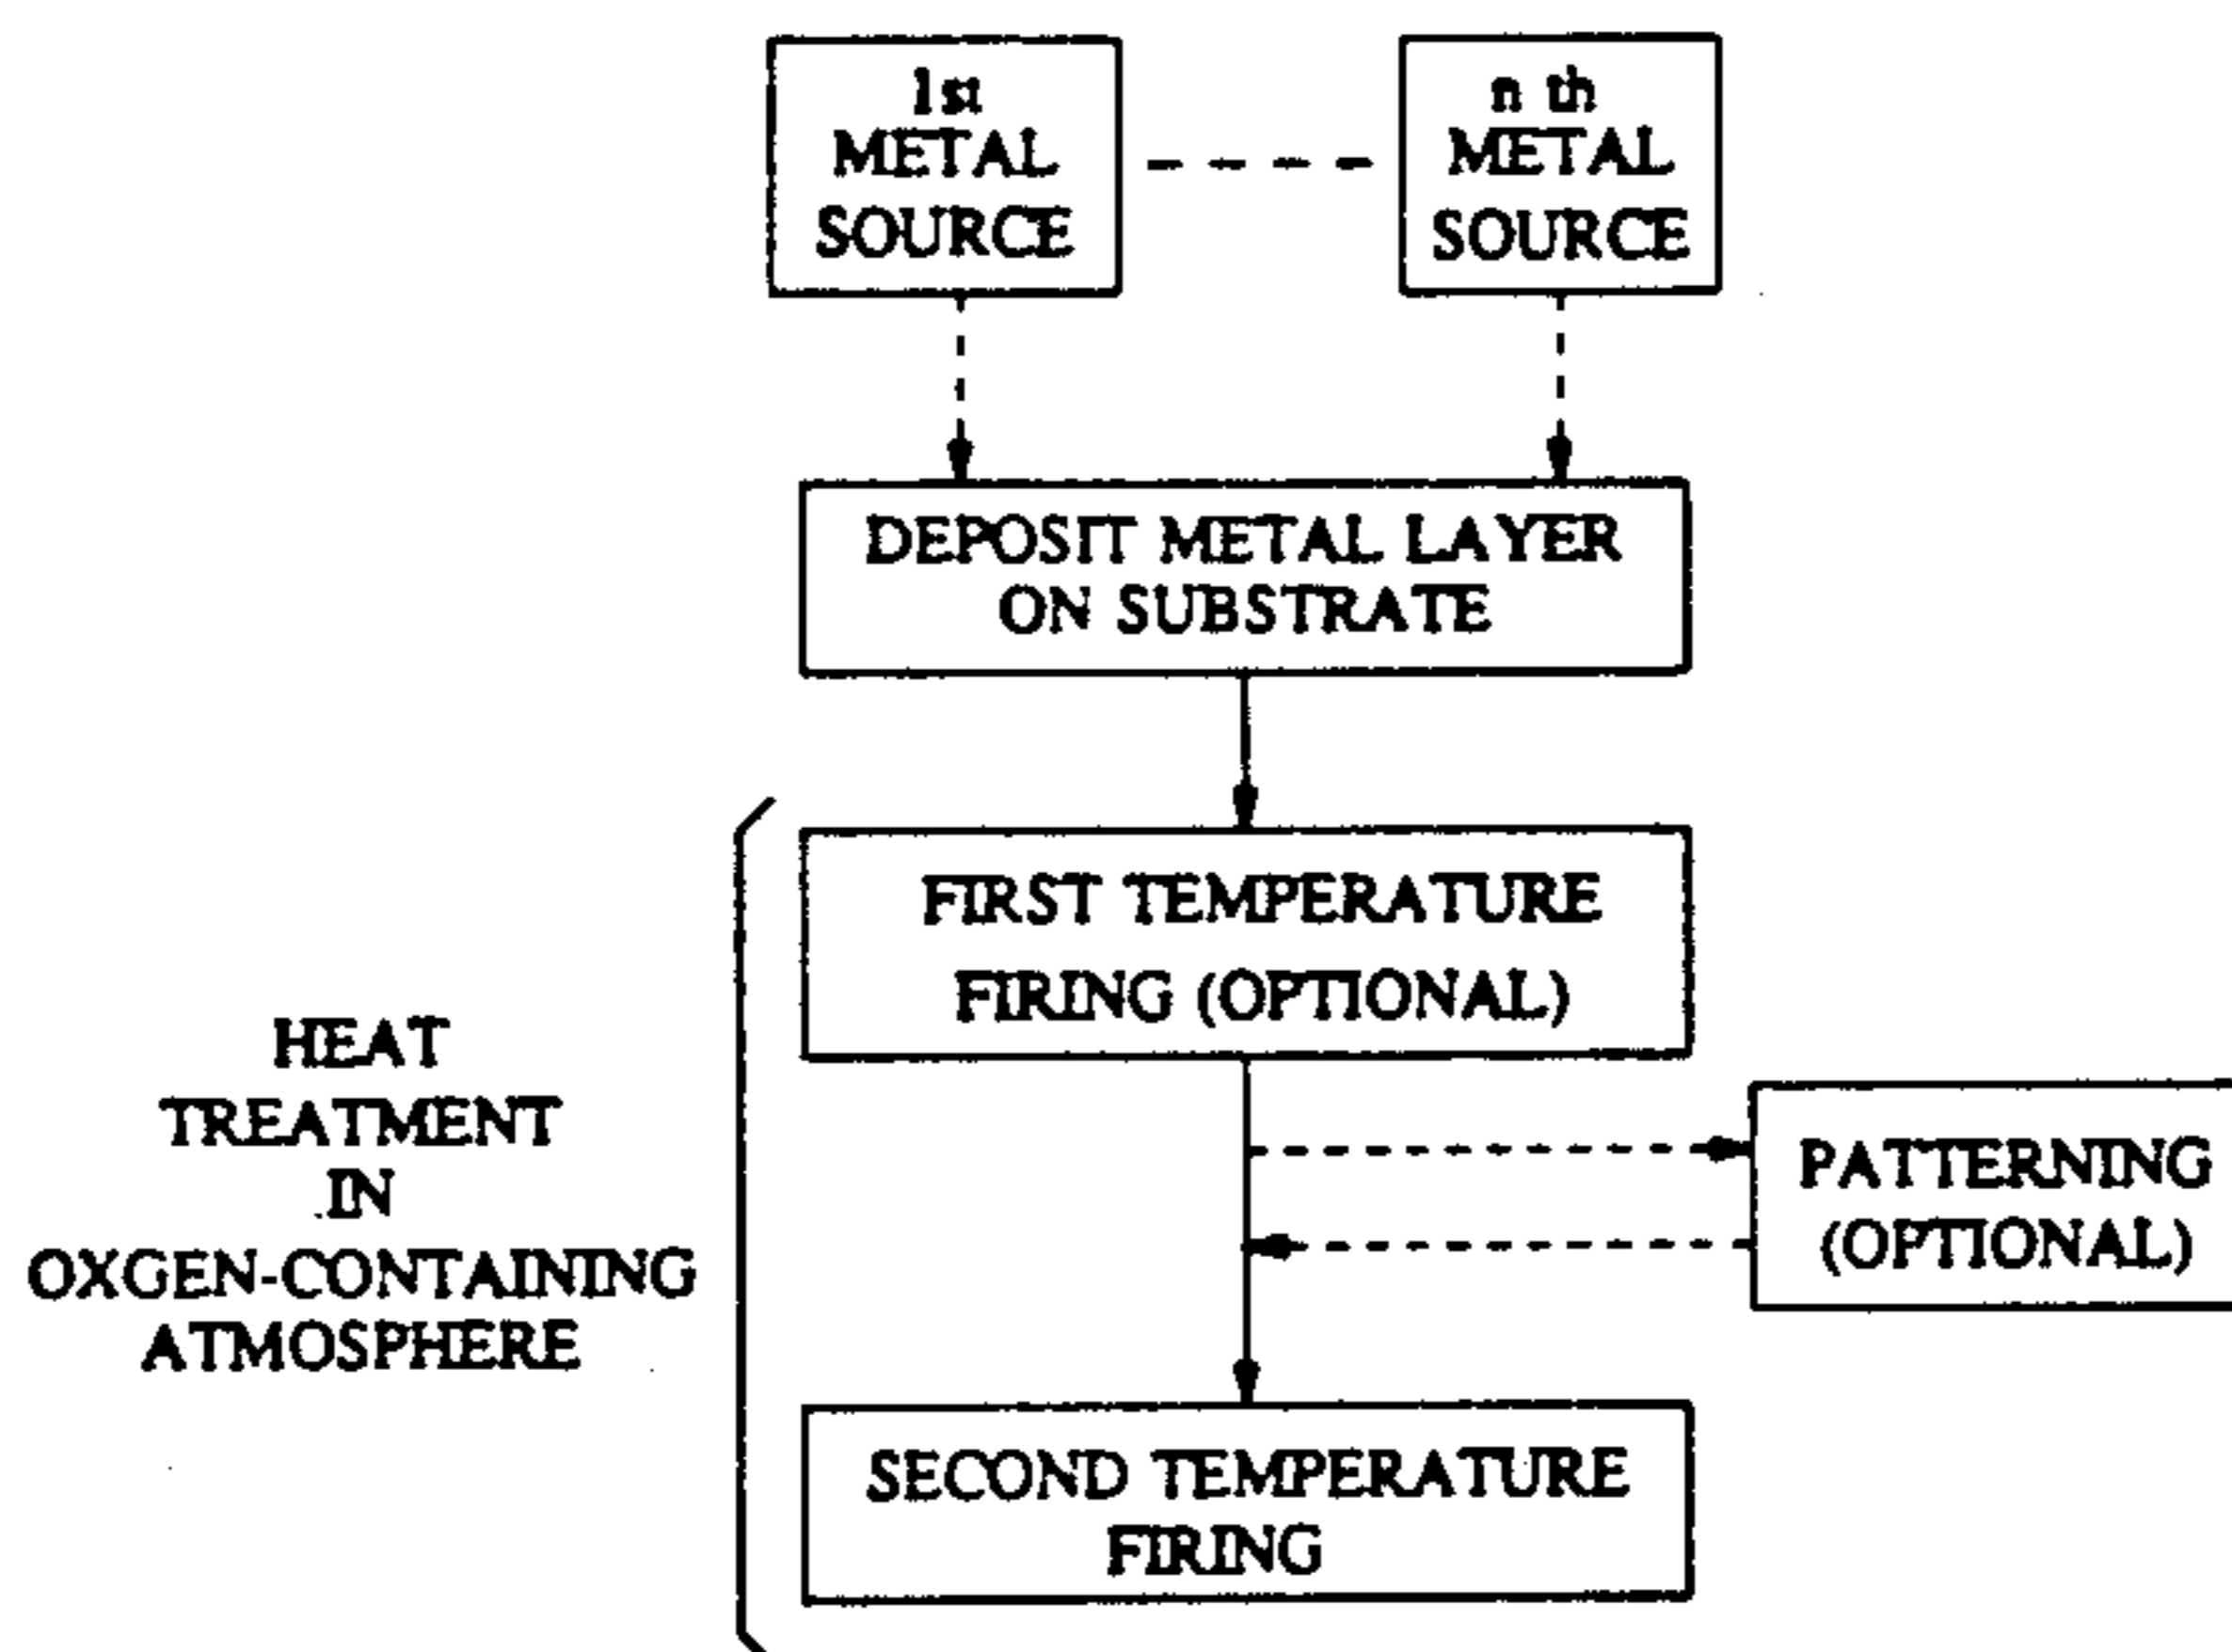 1st
METAL
SOURCE
n th
METAL
SOURCE
DEPOSIT METAL LAYER
ON SUBSTRATE
FIRST TEMPERATURE
FIRING (OPTIONAL)
HEAT
TREATMENT
IN
OXGEN-CONTAINING
ATMOSPHERE
PATTERNING
(OPTIONAL)
SECOND TEMPERATURE
FIRING